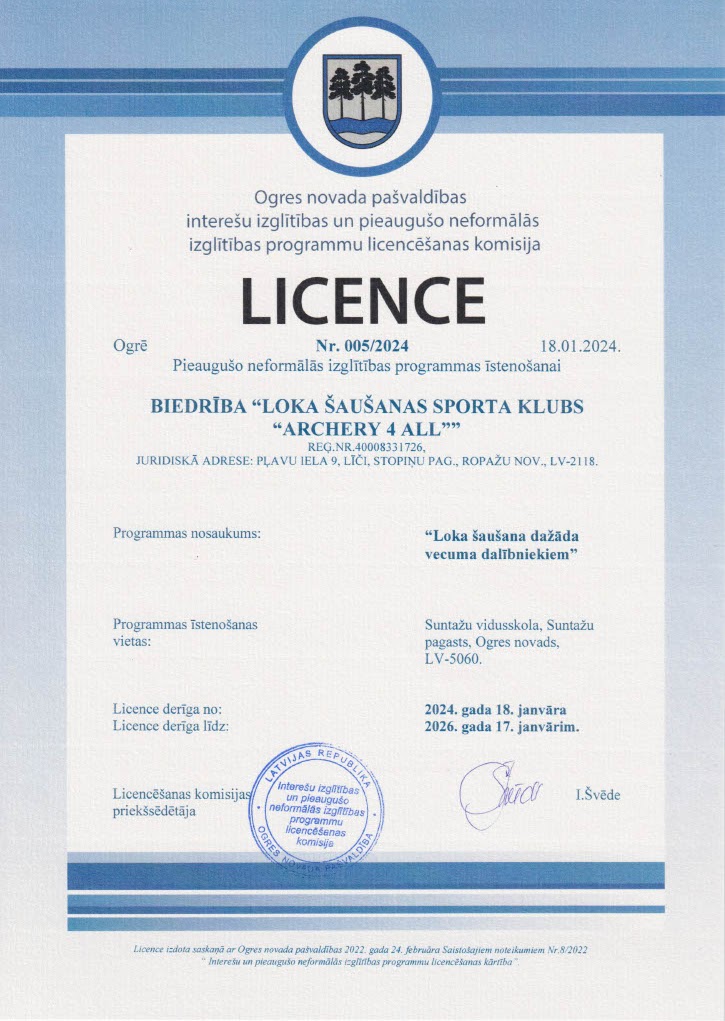 Ogres novada pašvaldības
interešu izglītības un pieaugušo neformālās
izglītības programmu licencēšanas komisija
LICENCE
Ogrē Nr. 005/2024 18.01.2024.
Pieaugušo neformālās izglītības programmas īstenošanai
BIEDRĪBA “LOKA ŠAUŠANAS SPORTA KLUBS
“ARCHERY 4 ALL””
REĢ.NR.40008331726,
JURIDISKĀ ADRESE: PĻAVU IELA 9, LĪČI, STOPIŅU PAG., ROPAŽU NOV., LV-2118.
Programmas nosaukums: “Loka šaušana dažāda
vecuma dalībniekiem”
Programmas īstenošanas Suntažu vidusskola, Suntažu
vietas: pagasts, Ogres novads,
LV-5060.
Licence derīga no: 2024. gada 18. janvāra
Licence derīga līdz: 2026. gada 17. janvārim.
LATVIJAS REPUBLIKA
Interešu izglītības
un pieaugušo
neformālās izglītības
programmu
licencēšanas
komisija
OGRES NOVADA PAŠVALDĪBA
Licencēšanas komisijas I.Švēde
priekšsēdētāja
Licence izdota saskaņā ar Ogres novada pašvaldības 2022. gada 24. februāra Saistošajiem noteikumiem Nr.8/2022
“ Interešu un pieaugušo neformālās izglītības programmu licencēšanas kārtība”.